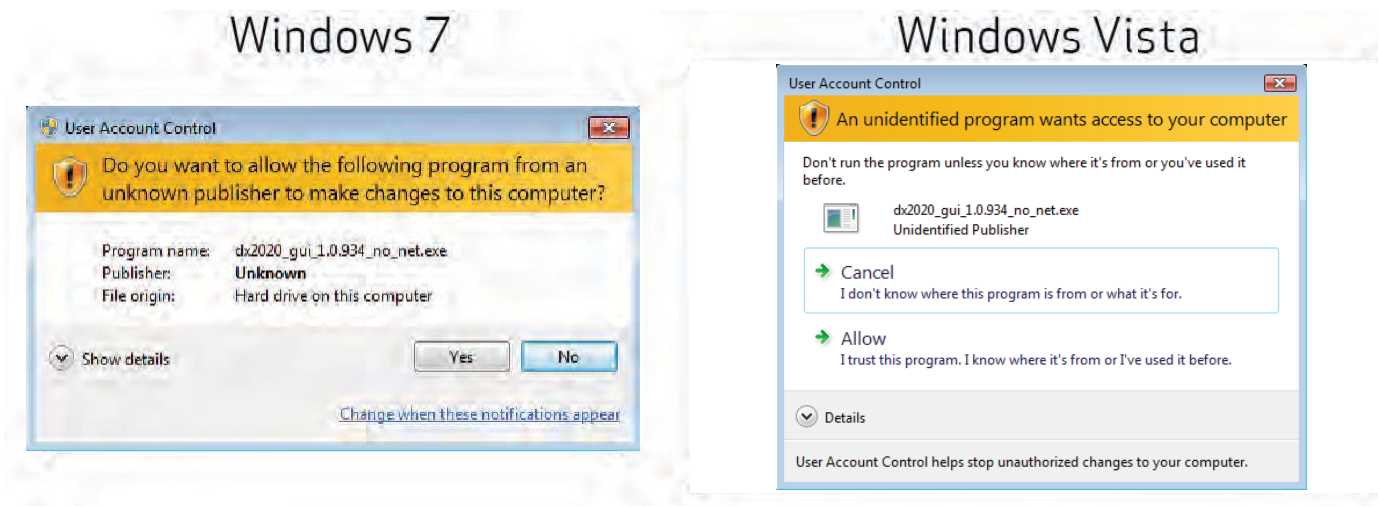 Windows 7
User Account Control
Do you want to allow the following program from an
unknown publisher to make changes to this computer?
Program name: dx2020_gui_1.0.934_no_net.exe
Publisher: Unknown
File origin: Hard drive on this computer
Show details
Yes
No
Change when these notifications appear
Windows Vista
User Account Control
An unidentified program wants access to your computer
Don't run the program unless you know where it's from or you've used it
before.
dx2020_gui_1.0.934_no_net.exe
Unidentified Publisher
Cancel
I don't know where this program is from or what it's for.
Allow
I trust this program. I know where it's from or I've used it before.
Details
User Account Control helps stop unauthorized changes to your computer.